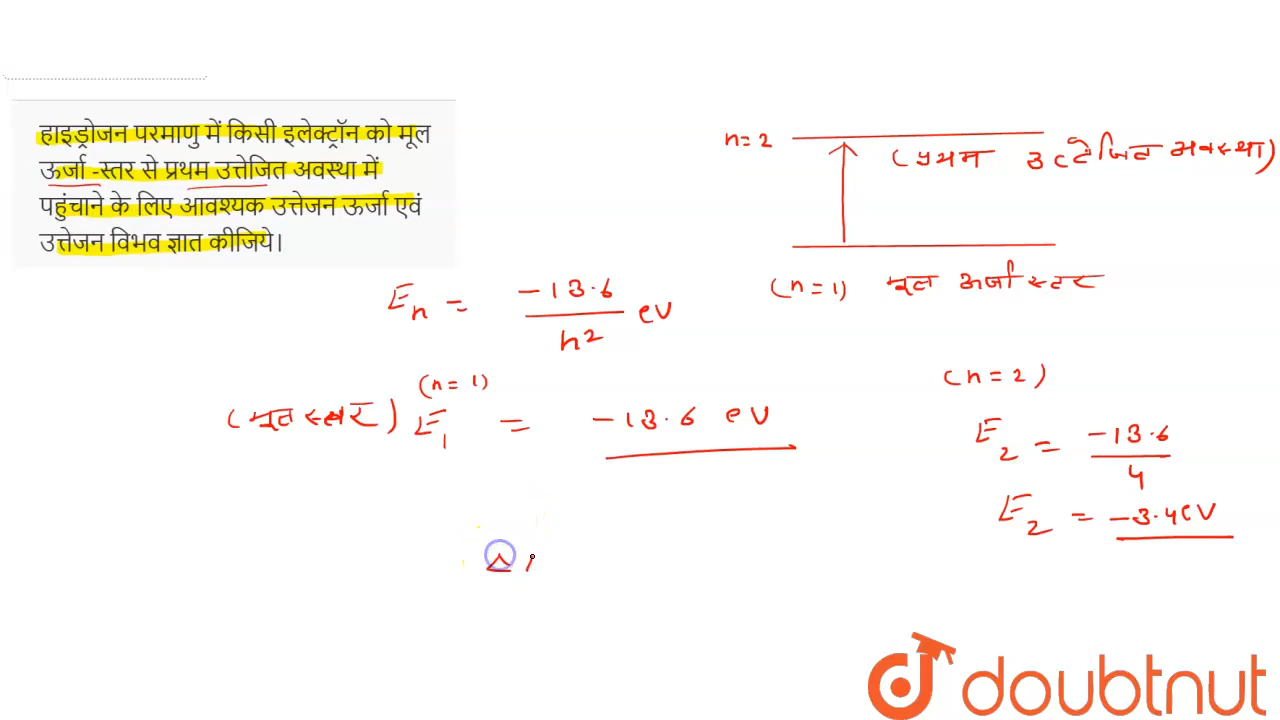 हाइड्रोजन परमाणु में किसी इलेक्ट्रॉन को मूल
ऊर्जा -स्तर से प्रथम उत्तेजित अवस्था में
पहुंचाने के लिए आवश्यक उत्तेजन ऊर्जा एवं
उत्तेजन विभव ज्ञात कीजिये।
n=2
(प्रथम उत्तेजित अवस्था)
(n=1) मूल ऊर्जा स्तर
En = -13.6 / n2 eV
(n=1)
(मूल स्तर) E1 = -13.6 eV
(n=2)
E2 = -13.6 / 4
E2 = -3.4eV
Δ
doubtnut